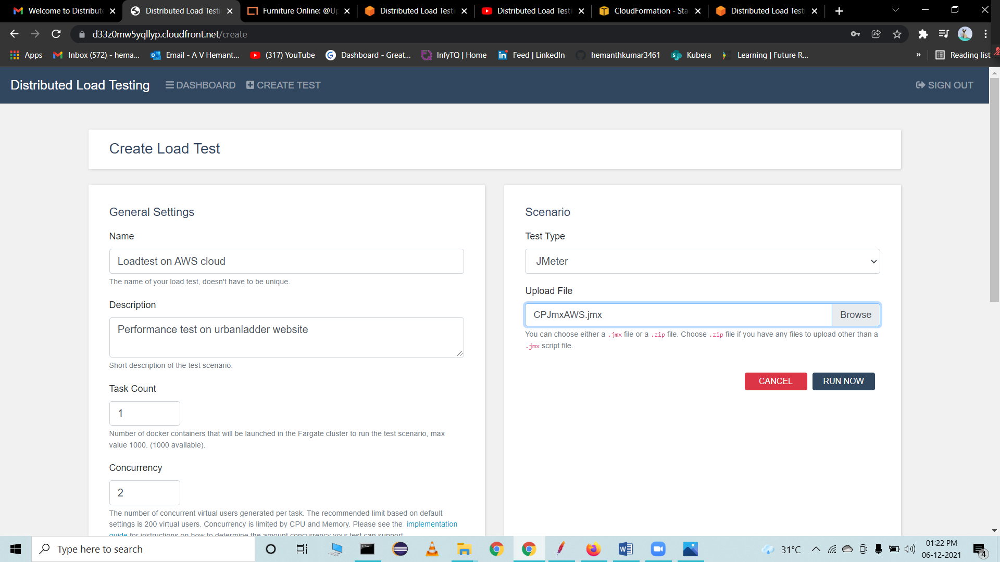 Welcome to Distribut
Distributed Load Testi
Furniture Online: @Up
Distributed Load Testi
Distributed Load Testi
CloudFormation - Sta
Distributed Load Testi
d33z0mw5yqllyp.cloudfront.net/create
Apps
Inbox (572) - hema...
Email - A V Hemant...
(317) YouTube
Dashboard - Great...
InfyTQ | Home
Feed | LinkedIn
hemanthkumar3461
Kubera
Learning | Future R...
»
Reading list
Distributed Load Testing
DASHBOARD
CREATE TEST
SIGN OUT
Create Load Test
General Settings
Name
Loadtest on AWS cloud
The name of your load test, doesn't have to be unique.
Description
Performance test on urbanladder website
Short description of the test scenario.
Task Count
1
Number of docker containers that will be launched in the Fargate cluster to run the test scenario, max
value 1000. (1000 available).
Concurrency
2
The number of concurrent virtual users generated per task. The recommended limit based on default
settings is 200 virtual users. Concurrency is limited by CPU and Memory. Please see the implementation
guide for instructions on how to determine the amount concurrency your test can support.
Scenario
Test Type
JMeter
Upload File
CPJmxAWS.jmx
Browse
You can choose either a .jmx file or a .zip file. Choose .zip file if you have any files to upload other than a
.jmx script file.
CANCEL
RUN NOW
Type here to search
31°C
01:22 PM
06-12-2021
4